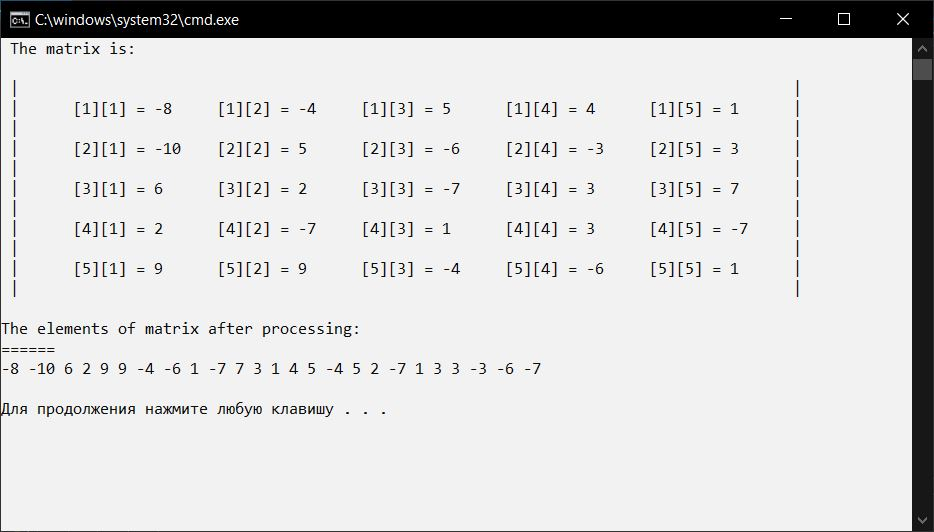 C:\windows\system32\cmd.exe
The matrix is:
| |
| [1][1] = -8 [1][2] = -4 [1][3] = 5 [1][4] = 4 [1][5] = 1 |
| |
| [2][1] = -10 [2][2] = 5 [2][3] = -6 [2][4] = -3 [2][5] = 3 |
| |
| [3][1] = 6 [3][2] = 2 [3][3] = -7 [3][4] = 3 [3][5] = 7 |
| |
| [4][1] = 2 [4][2] = -7 [4][3] = 1 [4][4] = 3 [4][5] = -7 |
| |
| [5][1] = 9 [5][2] = 9 [5][3] = -4 [5][4] = -6 [5][5] = 1 |
| |
The elements of matrix after processing:
======
-8 -10 6 2 9 9 -4 -6 1 -7 7 3 1 4 5 -4 5 2 -7 1 3 3 -3 -6 -7
Для продолжения нажмите любую клавишу . . .